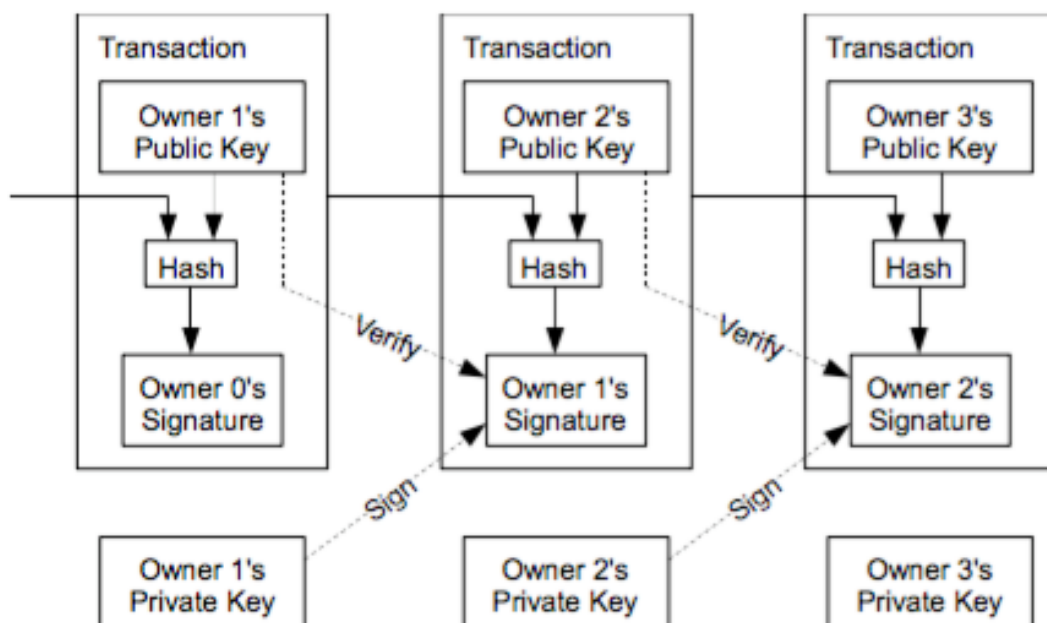 Transaction
Owner 1's
Public Key
Hash
Owner 0's
Signature
Transaction
Owner 2's
Public Key
Hash
Verify
Owner 1's
Signature
Transaction
Owner 3's
Public Key
Hash
Verify
Owner 2's
Signature
Sign
Sign
Owner 1's
Private Key
Owner 2's
Private Key
Owner 3's
Private Key